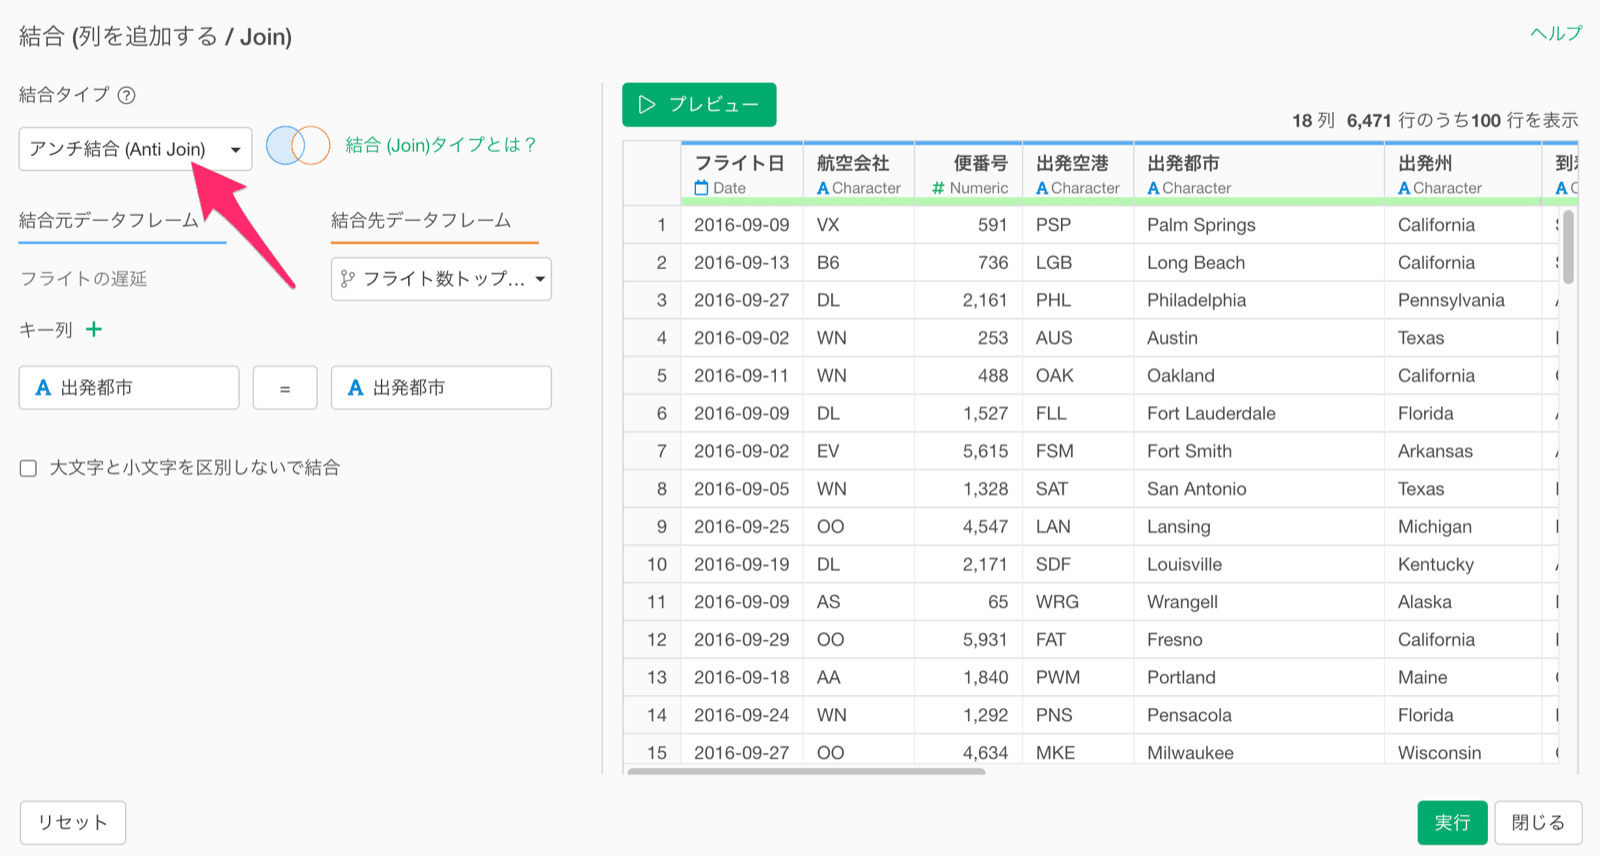 結合 (列を追加する / Join)
ヘルプ
結合タイプ ?
アンチ結合 (Anti Join)
結合 (Join)タイプとは？
結合元データフレーム
結合先データフレーム
フライトの遅延
フライト数トップ...
キー列 +
A 出発都市 = A 出発都市
大文字と小文字を区別しないで結合
リセット
プレビュー
18 列 6,471 行のうち100 行を表示
フライト日 航空会社 便番号 出発空港 出発都市 出発州
Date A Character # Numeric A Character A Character A Character A
1 2016-09-09 VX 591 PSP Palm Springs California
2 2016-09-13 B6 736 LGB Long Beach California
3 2016-09-27 DL 2,161 PHL Philadelphia Pennsylvania
4 2016-09-02 WN 253 AUS Austin Texas
5 2016-09-11 WN 488 OAK Oakland California
6 2016-09-09 DL 1,527 FLL Fort Lauderdale Florida
7 2016-09-02 EV 5,615 FSM Fort Smith Arkansas
8 2016-09-05 WN 1,328 SAT San Antonio Texas
9 2016-09-25 OO 4,547 LAN Lansing Michigan
10 2016-09-19 DL 2,171 SDF Louisville Kentucky
11 2016-09-09 AS 65 WRG Wrangell Alaska
12 2016-09-29 OO 5,931 FAT Fresno California
13 2016-09-18 AA 1,840 PWM Portland Maine
14 2016-09-24 WN 1,292 PNS Pensacola Florida
15 2016-09-27 OO 4,634 MKE Milwaukee Wisconsin
実行
閉じる